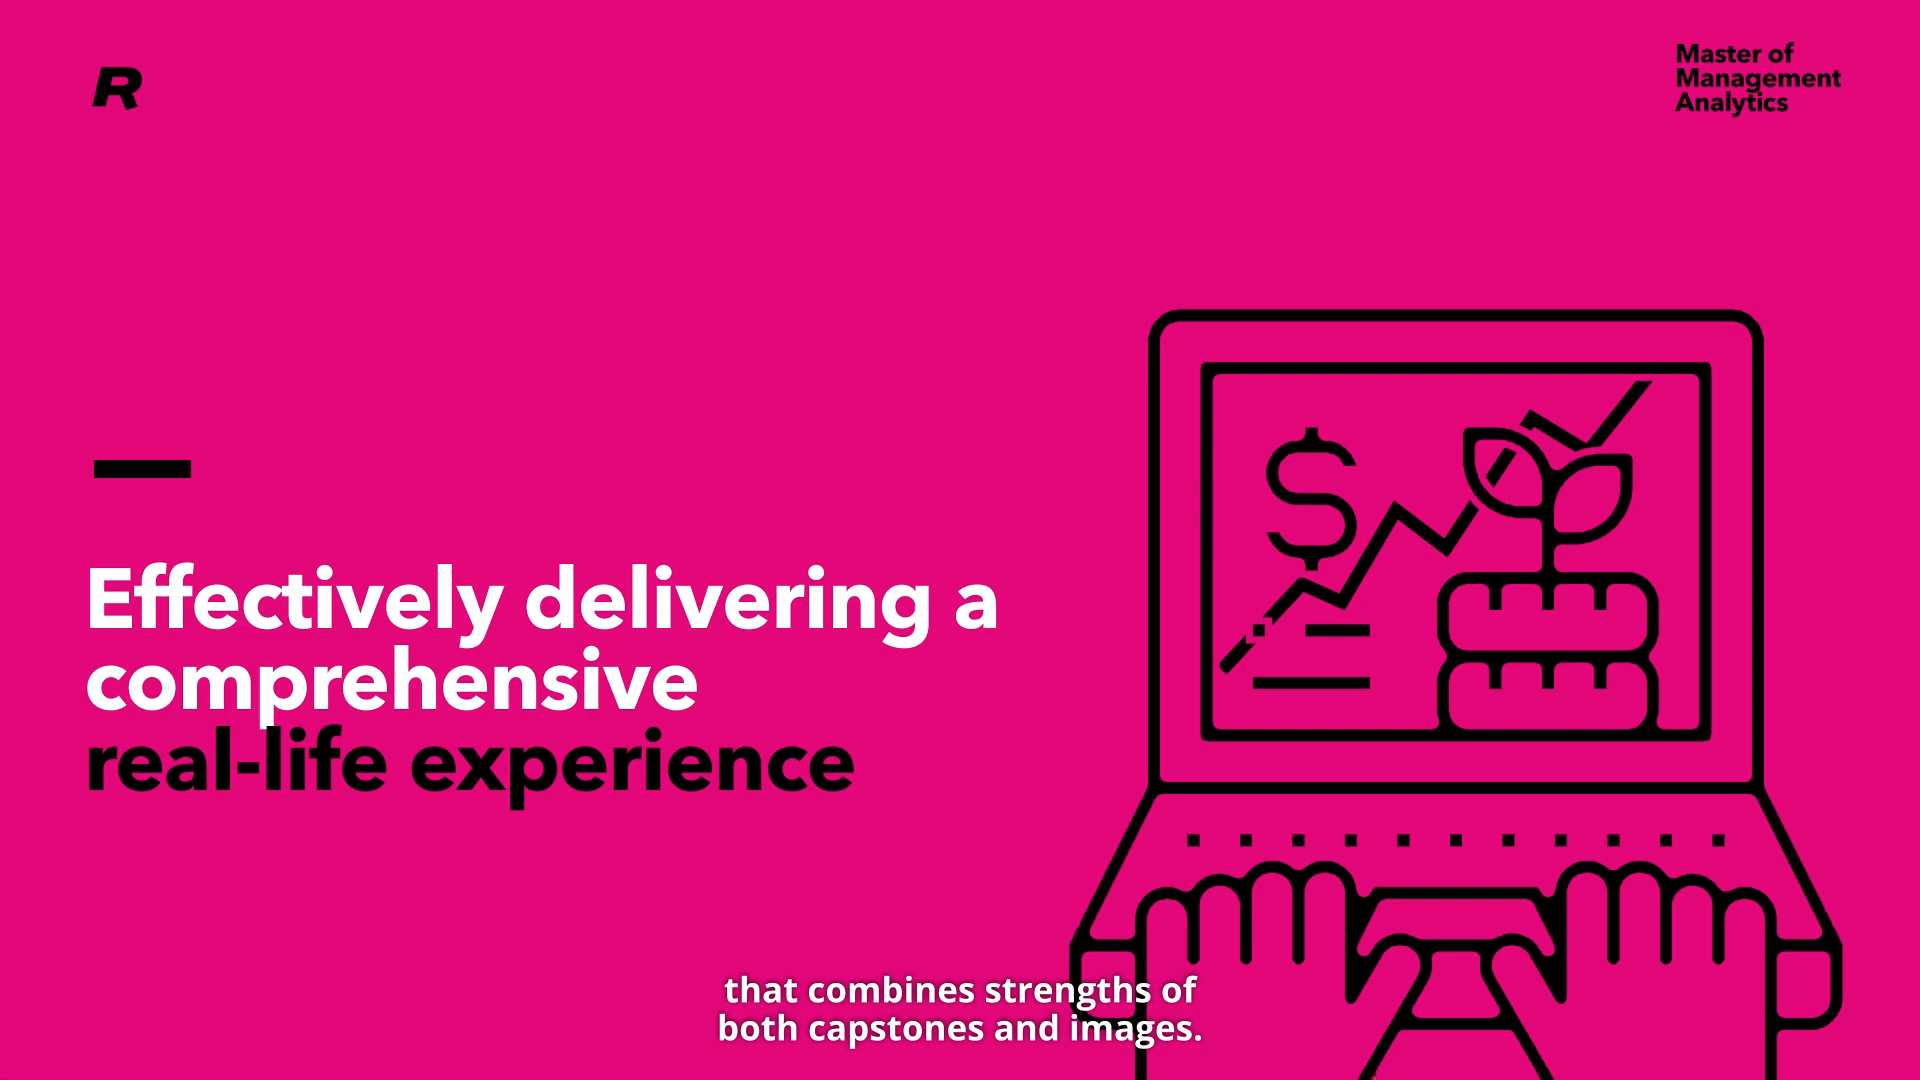 R
Master of
Management
Analytics
Effectively delivering a
comprehensive
real-life experience
$
that combines strengths of
both capstones and images.